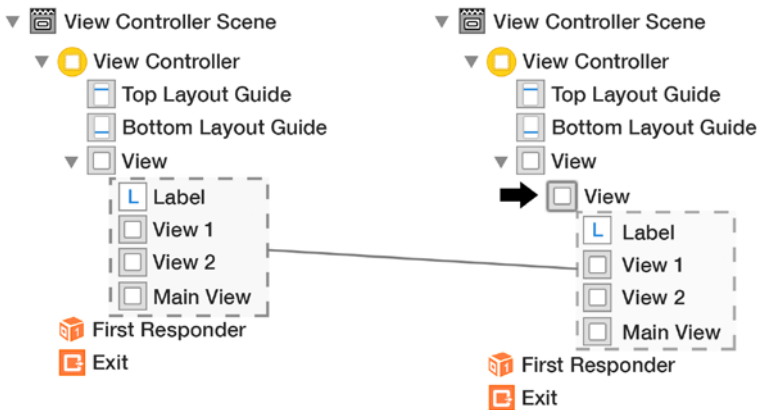 View Controller Scene
View Controller
Top Layout Guide
Bottom Layout Guide
View
L Label
View 1
View 2
Main View
First Responder
Exit
View Controller Scene
View Controller
Top Layout Guide
Bottom Layout Guide
View
View
L Label
View 1
View 2
Main View
First Responder
Exit